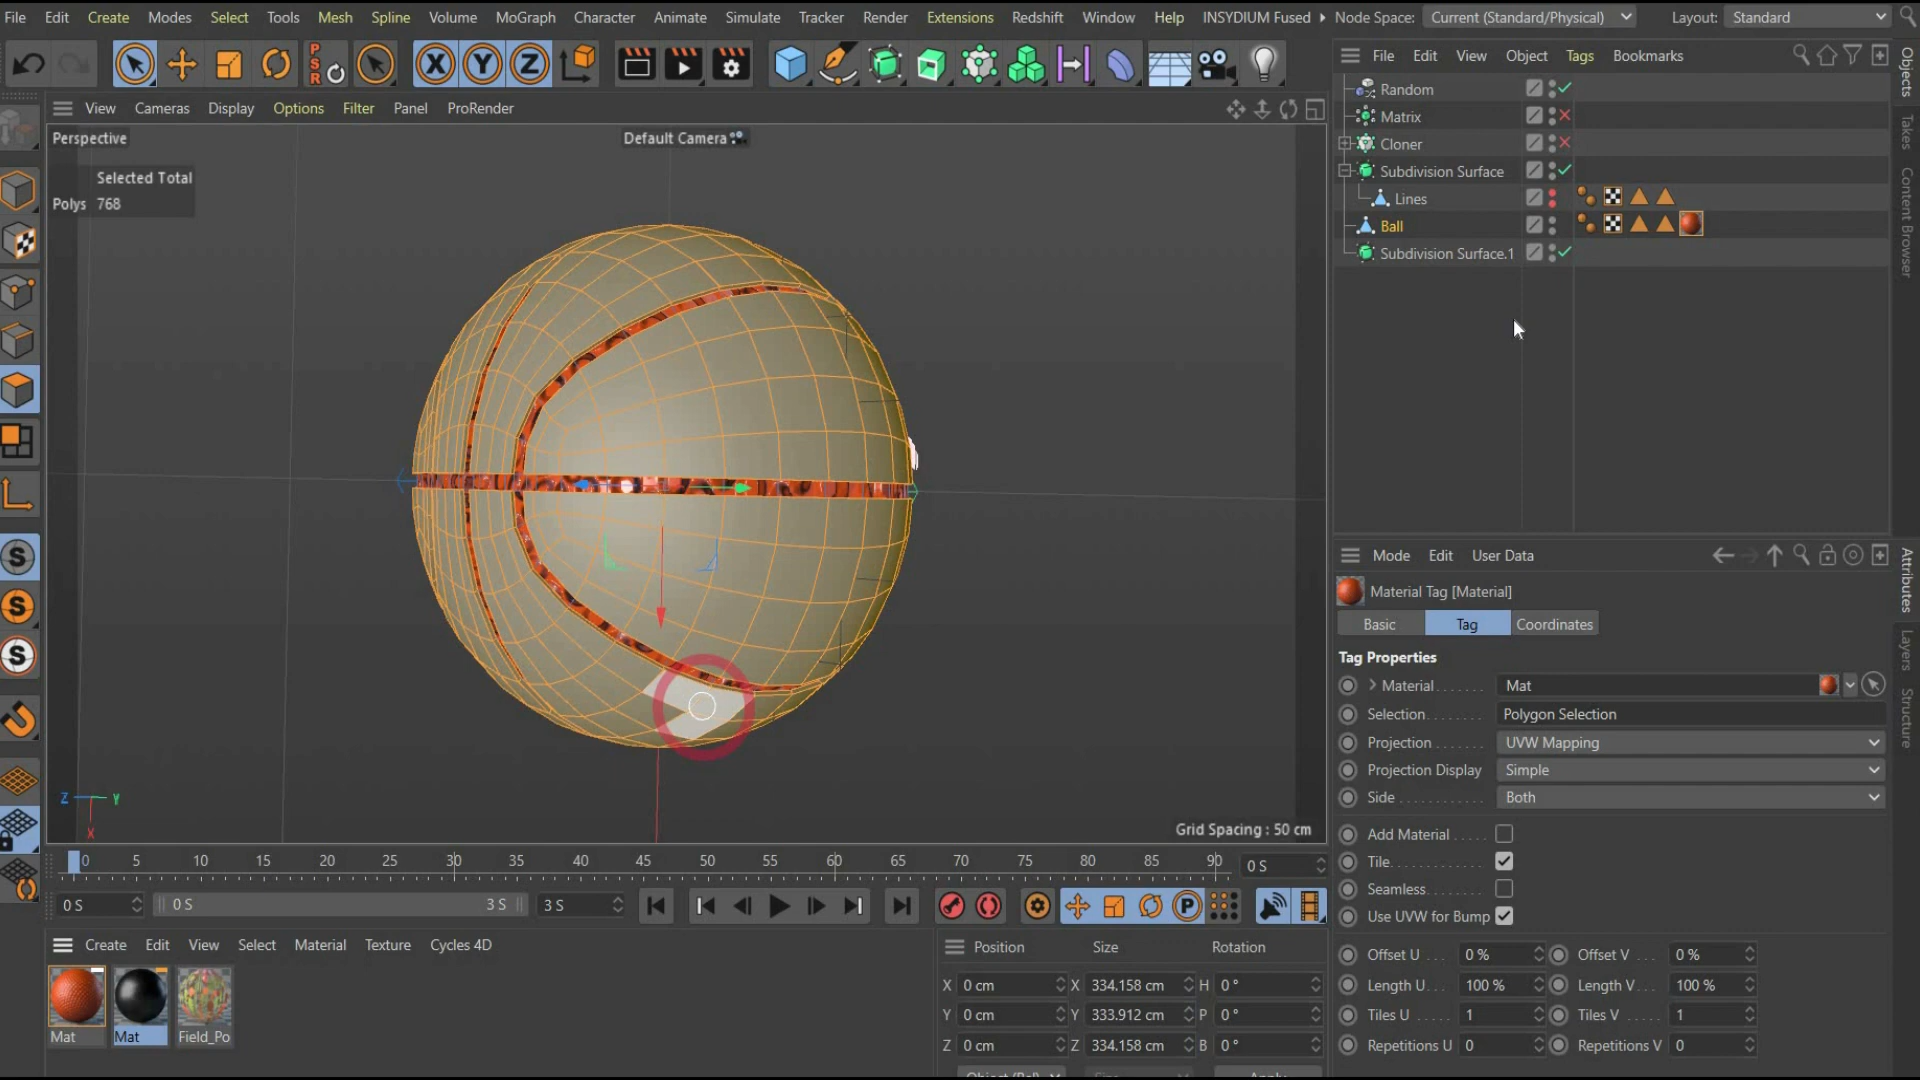 File Edit Create Modes Select Tools Mesh Spline Volume MoGraph Character Animate Simulate Tracker Render Extensions Redshift Window Help INSYDIUM Fused Node Space: Current (Standard/Physical) Layout: Standard
P S R X Y Z
File Edit View Object Tags Bookmarks
View Cameras Display Options Filter Panel ProRender
Perspective
Default Camera
Selected Total
Polys 768
Random
Matrix
Cloner
Subdivision Surface
Lines
Ball
Subdivision Surface.1
Objects
Takes
Content Browser
Mode Edit User Data
Material Tag [Material]
Basic Tag Coordinates
Tag Properties
Material . . . . . . . Mat
Selection. . . . . . . . Polygon Selection
Projection . . . . . . . UVW Mapping
Projection Display Simple
Side . . . . . . . . . . . . Both
Add Material . . . . .
Tile. . . . . . . . . . . . .
Seamless. . . . . . . .
Use UVW for Bump
Offset U . . . 0 % Offset V . . . 0 %
Length U. . . 100 % Length V. . . 100 %
Tiles U . . . . . 1 Tiles V . . . . . 1
Repetitions U 0 Repetitions V 0
Attributes
Layers
Structure
S
S
S
Z Y
X
Grid Spacing : 50 cm
0 5 10 15 20 25 30 35 40 45 50 55 60 65 70 75 80 85 90 0 S
0 S 0 S 3 S 3 S P
Create Edit View Select Material Texture Cycles 4D
Mat Mat Field_Po
Position Size Rotation
X 0 cm X 334.158 cm H 0 °
Y 0 cm Y 333.912 cm P 0 °
Z 0 cm Z 334.158 cm B 0 °